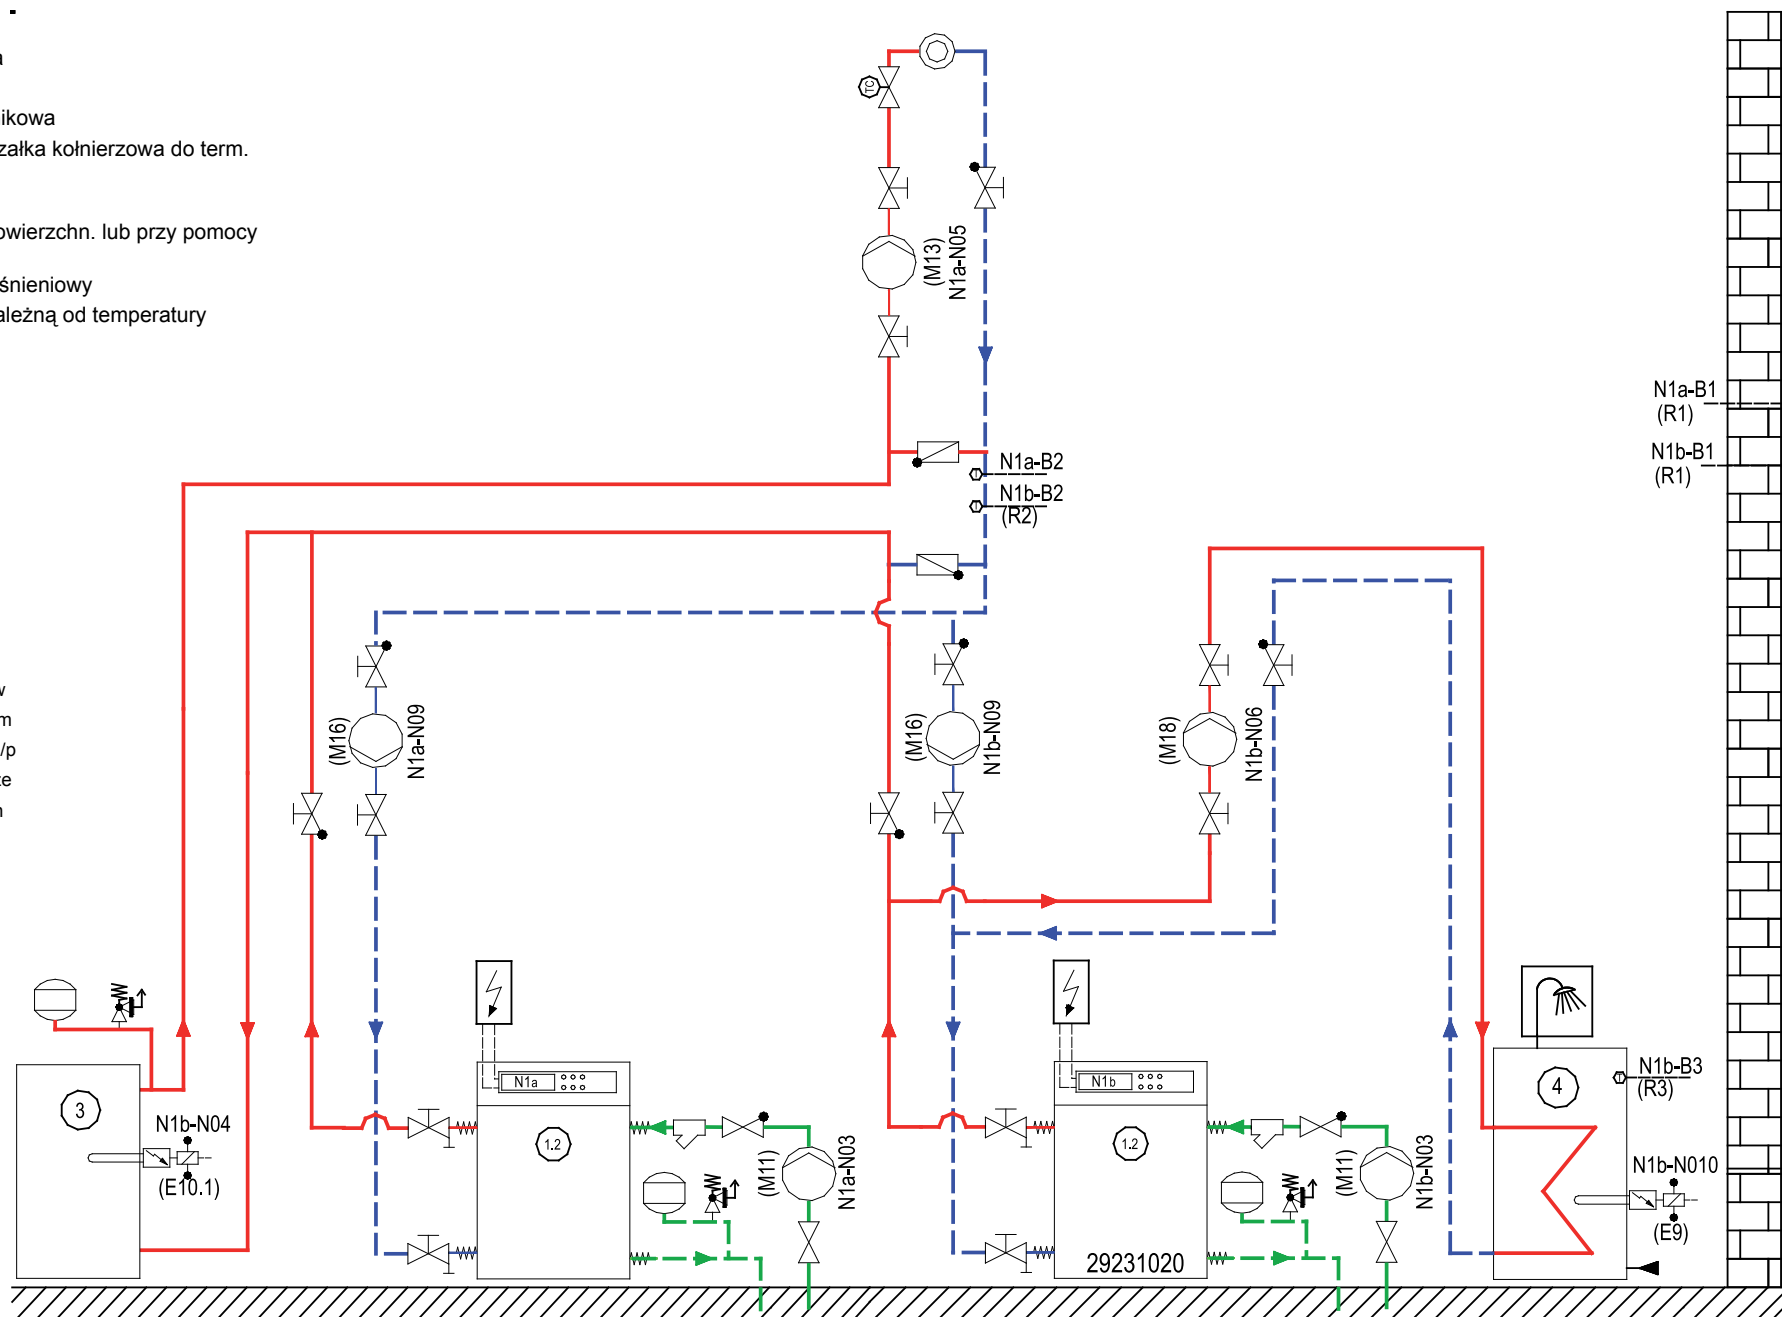 a
ikowa
załka kołnierzowa do term.
owierzchn. lub przy pomocy
śnieniowy
ależną od temperatury
w
m
/p
że
h
TC
(M13)
N1a-N05
N1a-B1
(R1)
N1b-B1
(R1)
N1a-B2
N1b-B2
(R2)
(M16)
N1a-N09
(M16)
N1b-N09
(M18)
N1b-N06
3
N1b-N04
(E10.1)
N1a
1.2
(M11)
N1a-N03
N1b
1.2
29231020
(M11)
N1b-N03
4
N1b-B3
(R3)
N1b-N010
(E9)